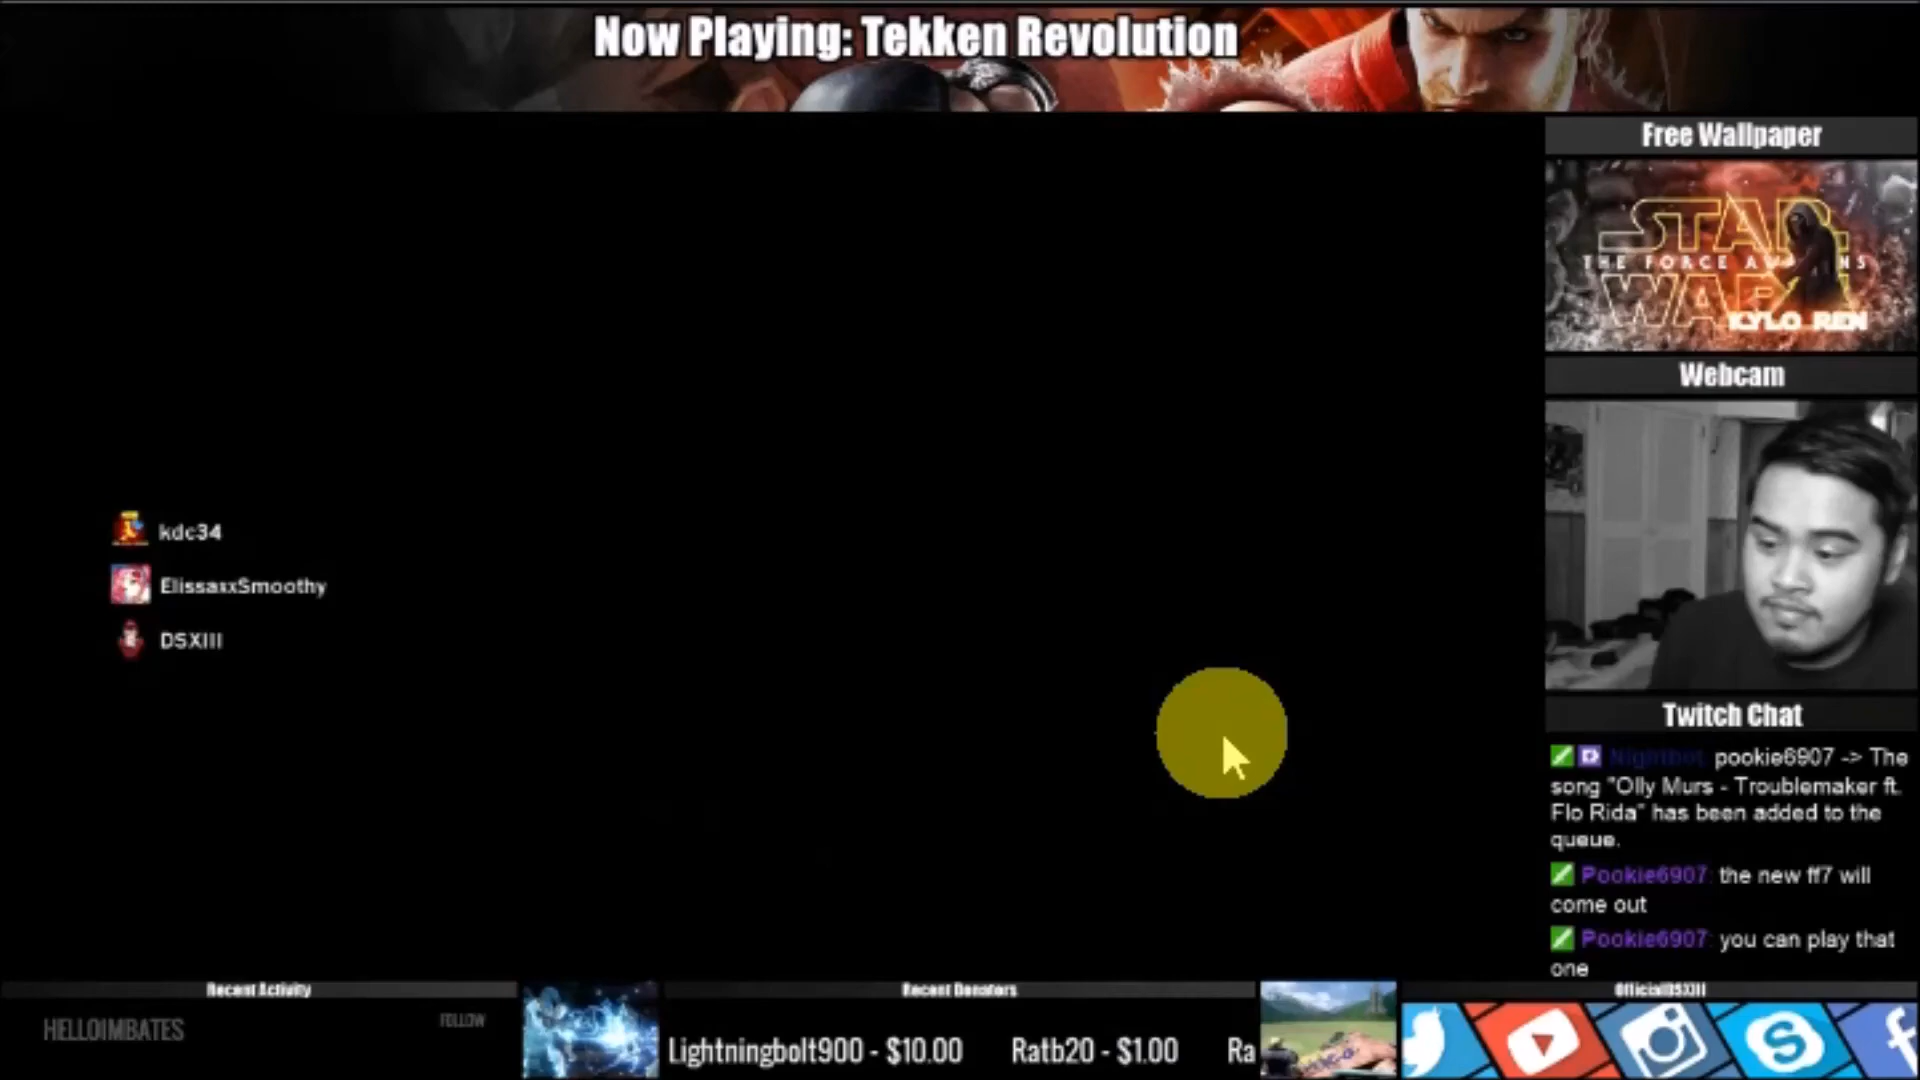 Now Playing: Tekken Revolution
Free Wallpaper
STAR
THE FORCE AWAKENS
WARS
KYLO REN
Webcam
kdc34
ElissaxxSmoothy
DSXIII
Twitch Chat
Nightbot: pookie6907 -> The
song "Olly Murs - Troublemaker ft.
Flo Rida" has been added to the
queue.
Pookie6907: the new ff7 will
come out
Pookie6907: you can play that
one
Recent Activity
HELLOIMBATES
FOLLOW
Recent Donators
Lightningbolt900 - $10.00
Ratb20 - $1.00
Ra
OfficialDSXIII